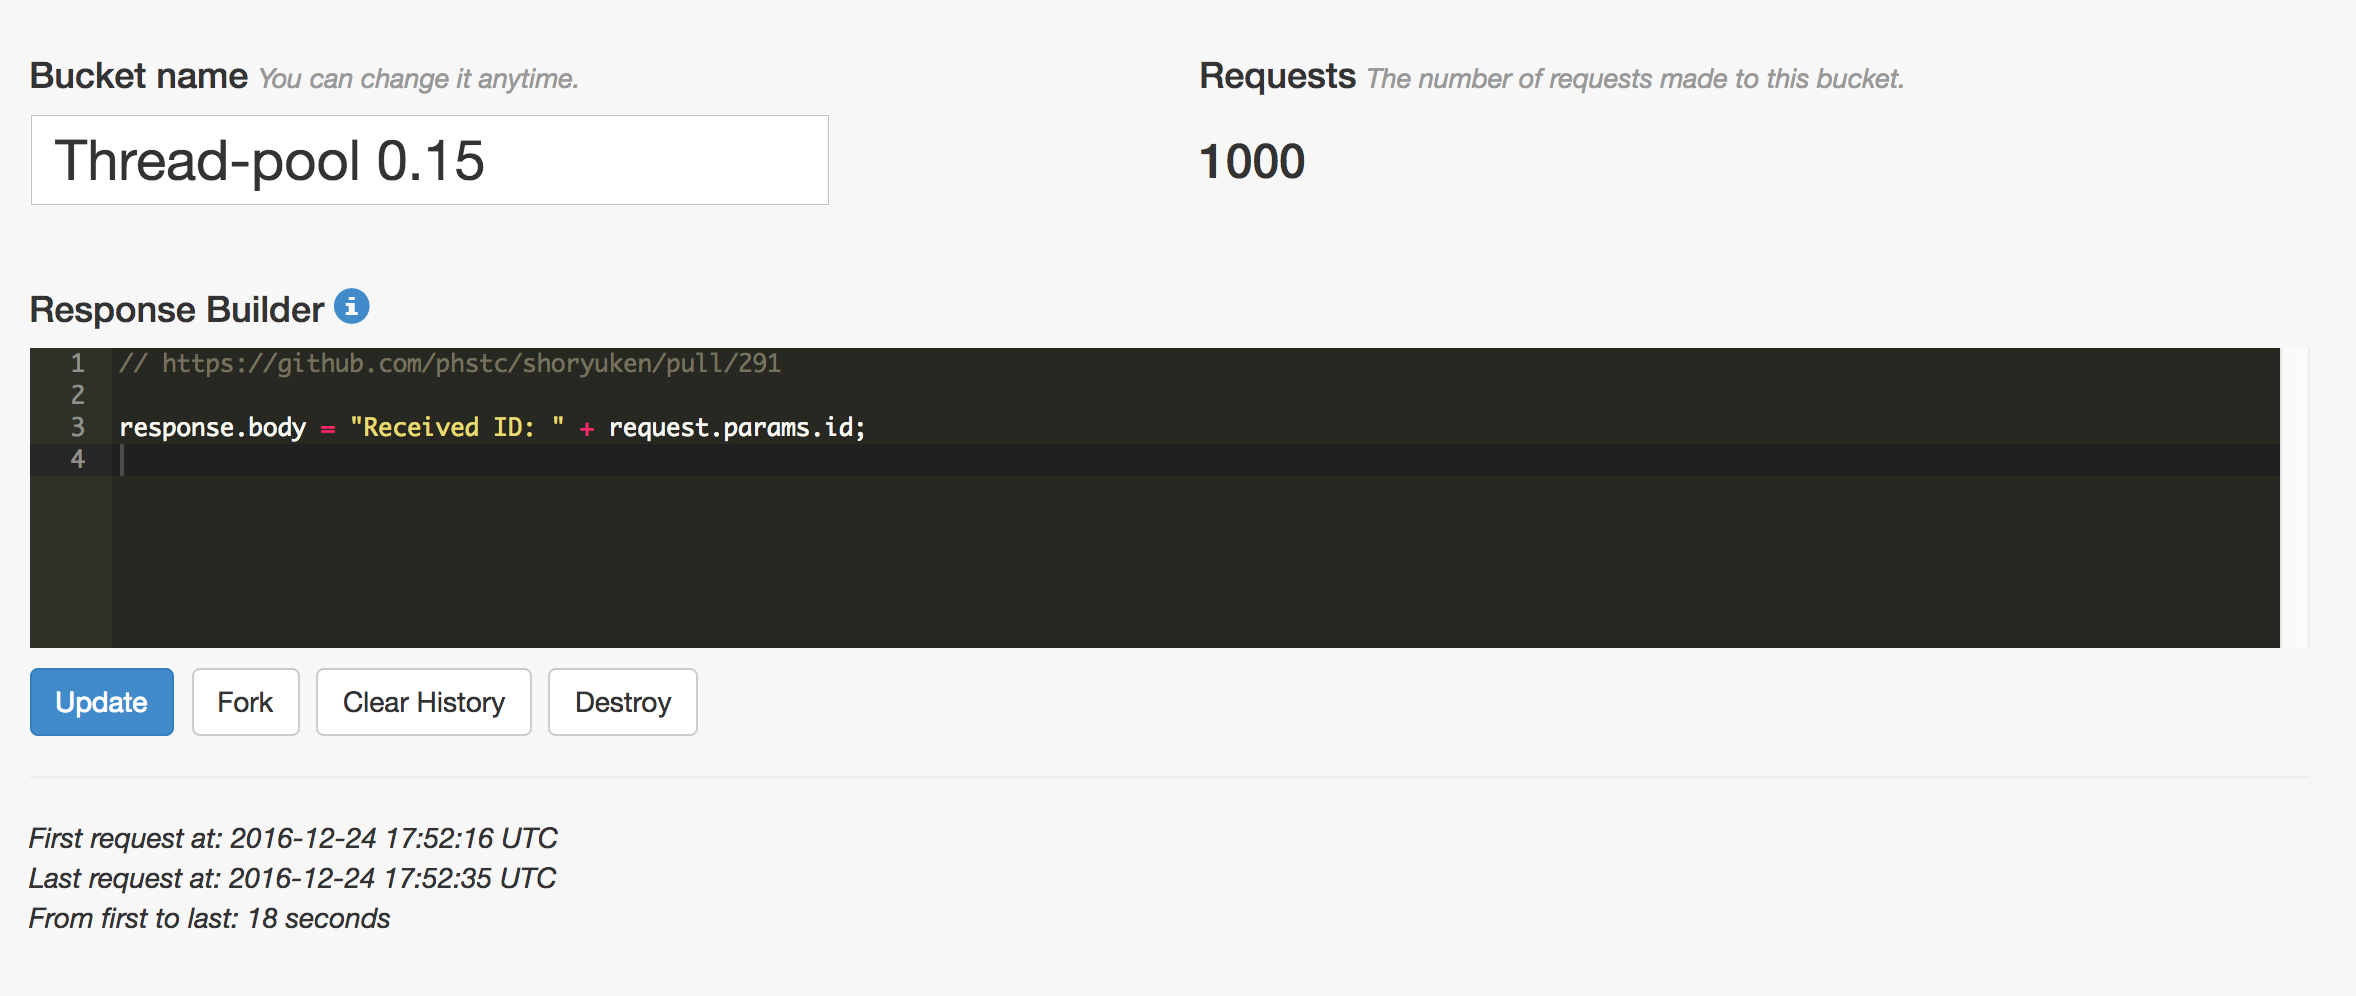 Bucket name You can change it anytime.
Requests The number of requests made to this bucket.
Thread-pool 0.15
1000
Response Builder
1 // https://github.com/phstc/shoryuken/pull/291
2
3 response.body = "Received ID: " + request.params.id;
4
Update Fork Clear History Destroy
First request at: 2016-12-24 17:52:16 UTC
Last request at: 2016-12-24 17:52:35 UTC
From first to last: 18 seconds